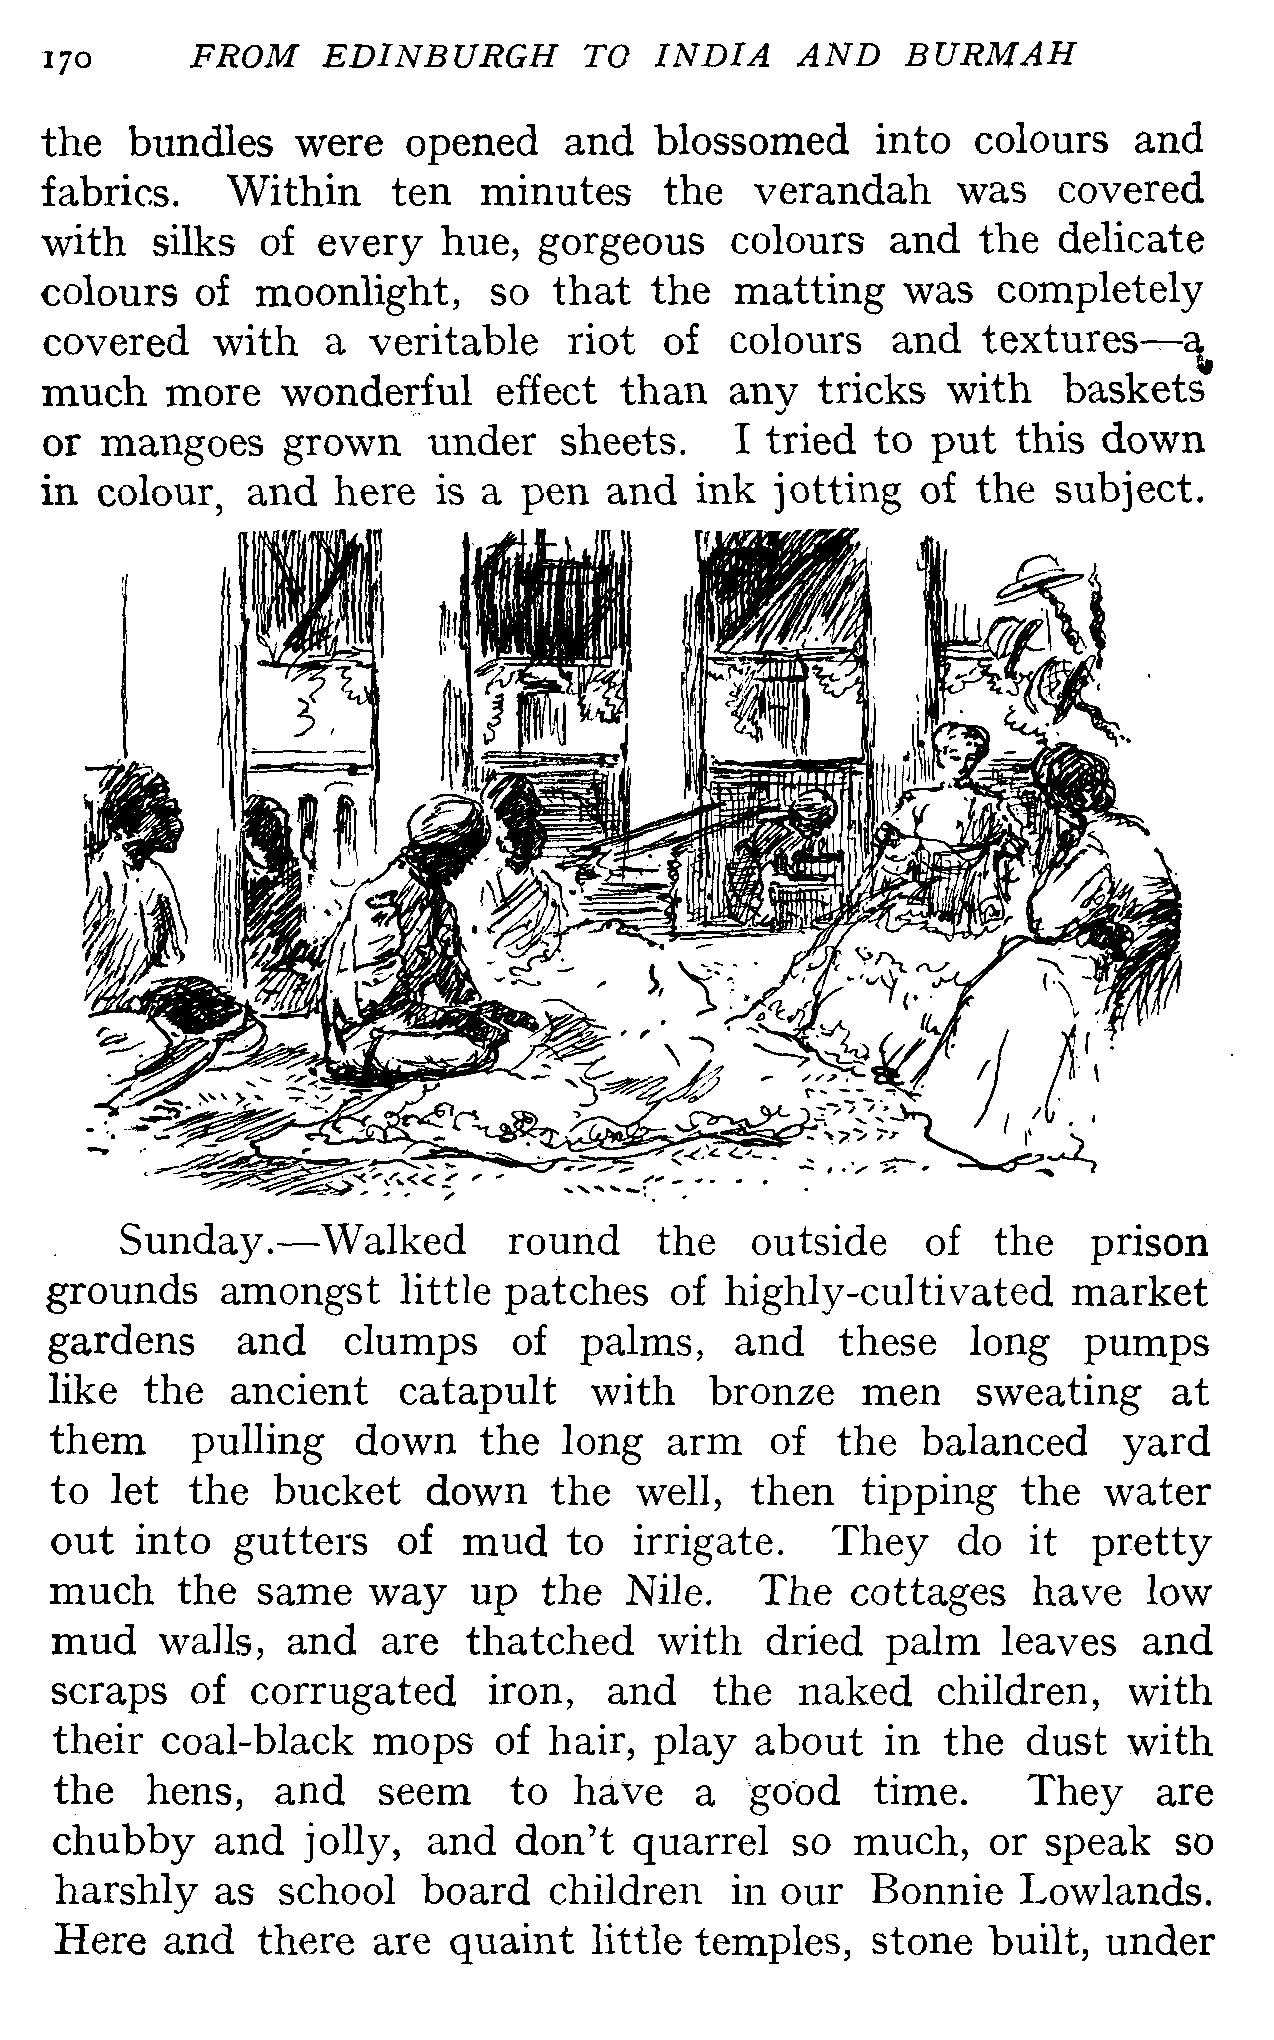 170 FROM EDINBURGH TO INDIA AND BURMAH
the bundles were opened and blossomed into colours and
fabrics. Within ten minutes the verandah was covered
with silks of every hue, gorgeous colours and the delicate
colours of moonlight, so that the matting was completely
covered with a veritable riot of colours and textures—a
much more wonderful effect than any tricks with baskets
or mangoes grown under sheets. I tried to put this down
in colour, and here is a pen and ink jotting of the subject.
Sunday.—Walked round the outside of the prison
grounds amongst little patches of highly-cultivated market
gardens and clumps of palms, and these long pumps
like the ancient catapult with bronze men sweating at
them pulling down the long arm of the balanced yard
to let the bucket down the well, then tipping the water
out into gutters of mud to irrigate. They do it pretty
much the same way up the Nile. The cottages have low
mud walls, and are thatched with dried palm leaves and
scraps of corrugated iron, and the naked children, with
their coal-black mops of hair, play about in the dust with
the hens, and seem to have a good time. They are
chubby and jolly, and don't quarrel so much, or speak so
harshly as school board children in our Bonnie Lowlands.
Here and there are quaint little temples, stone built, under